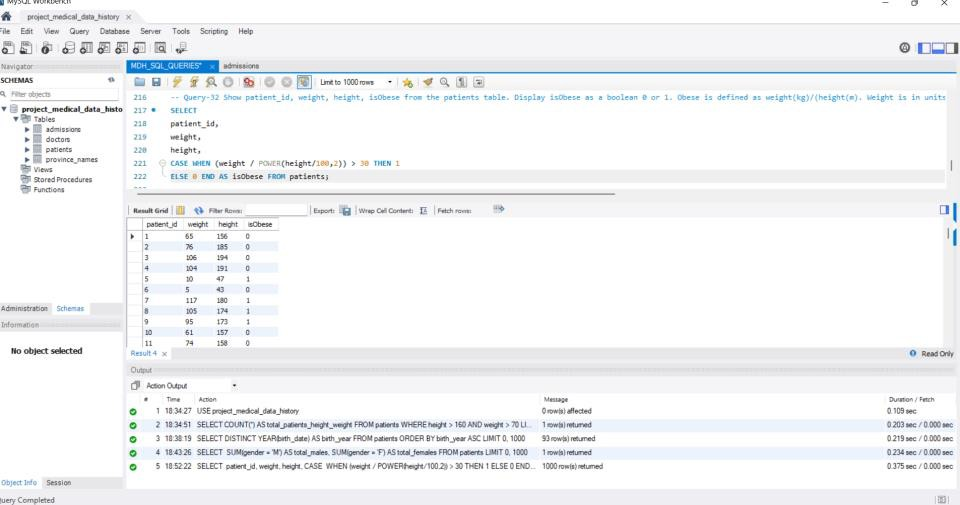 MySQL Workbench
project_medical_data_history ×
File Edit View Query Database Server Tools Scripting Help
Navigator
SCHEMAS
Filter objects
project_medical_data_histo
Tables
admissions
doctors
patients
province_names
Views
Stored Procedures
Functions
Administration Schemas
Information
No object selected
Object Info Session
Query Completed
MDH_SQL_QUERIES* × admissions
Limit to 1000 rows
216 -- Query-32 Show patient_id, weight, height, isObese from the patients table. Display isObese as a boolean 0 or 1. Obese is defined as weight(kg)/(height(m). Weight is in units
217 SELECT
218 patient_id,
219 weight,
220 height,
221 CASE WHEN (weight / POWER(height/100,2)) > 30 THEN 1
222 ELSE 0 END AS isObese FROM patients;
Result Grid Filter Rows: Export: Wrap Cell Content: Fetch rows:
patient_id weight height isObese
1 65 156 0
2 76 185 0
3 106 194 0
4 104 191 0
5 10 47 1
6 5 43 0
7 117 180 1
8 105 174 1
9 95 173 1
10 61 157 0
11 74 158 0
Result 4 × Read Only
Output
Action Output
# Time Action Message Duration / Fetch
1 18:34:27 USE project_medical_data_history 0 row(s) affected 0.109 sec
2 18:34:51 SELECT COUNT(*) AS total_patients_height_weight FROM patients WHERE height > 160 AND weight > 70 LI... 1 row(s) returned 0.203 sec / 0.000 sec
3 18:38:19 SELECT DISTINCT YEAR(birth_date) AS birth_year FROM patients ORDER BY birth_year ASC LIMIT 0, 1000 93 row(s) returned 0.219 sec / 0.000 sec
4 18:43:26 SELECT SUM(gender = 'M') AS total_males, SUM(gender = 'F') AS total_females FROM patients LIMIT 0, 1000 1 row(s) returned 0.234 sec / 0.000 sec
5 18:52:22 SELECT patient_id, weight, height, CASE WHEN (weight / POWER(height/100,2)) > 30 THEN 1 ELSE 0 END... 1000 row(s) returned 0.375 sec / 0.000 sec